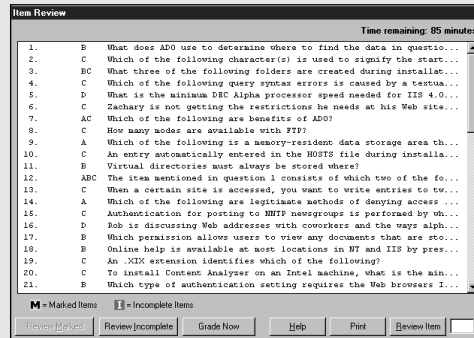 Item Review
Time remaining: 85 minutes
1. B What does ADO use to determine where to find the data in questio...
2. C Which of the following character(s) is used to signify the start...
3. BC What three of the following folders are created during installat...
4. C Which of the following query syntax errors is caused by a textua...
5. D What is the minimum DEC Alpha processor speed needed for IIS 4.0...
6. C Zachary is not getting the restrictions he needs at his Web site...
7. AC Which of the following are benefits of ADO?
8. C How many modes are available with FTP?
9. A Which of the following is a memory-resident data storage area th...
10. C An entry automatically entered in the HOSTS file during installa...
11. B Virtual directories must always be stored where?
12. ABC The item mentioned in question 1 consists of which two of the fo...
13. C When a certain site is accessed, you want to write entries to tw...
14. A Which of the following are legitimate methods of denying access ...
15. C Authentication for posting to NNTP newsgroups is performed by wh...
16. D Rob is discussing Web addresses with coworkers and the ways alph...
17. B Which permission allows users to view any documents that are sto...
18. B Online help is available at most locations in NT and IIS by pres...
19. C An .XIX extension identifies which of the following?
20. C To install Content Analyzer on an Intel machine, what is the min...
21. B Which type of authentication setting requires the Web browsers I...
M = Marked Items I = Incomplete Items
Review Marked Review Incomplete Grade Now Help Print Review Item